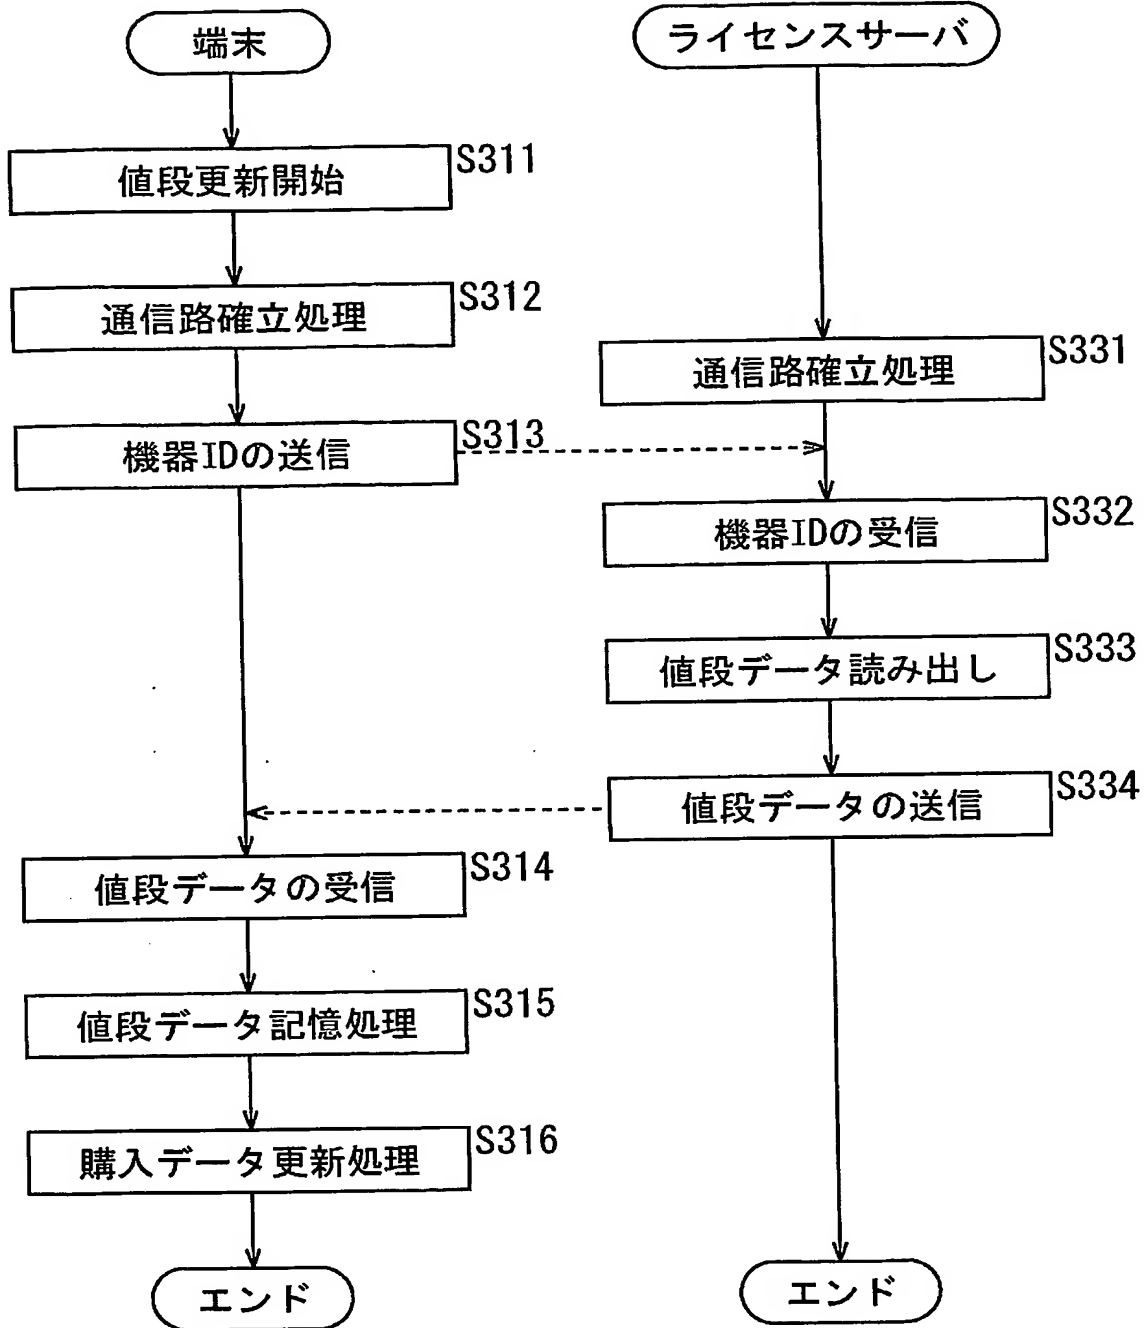 端末
ライセンスサーバ
値段更新開始
S311
通信路確立処理
S312
通信路確立処理
S331
機器IDの送信
S313
機器IDの受信
S332
値段データ読み出し
S333
値段データの送信
S334
値段データの受信
S314
値段データ記憶処理
S315
購入データ更新処理
S316
エンド
エンド